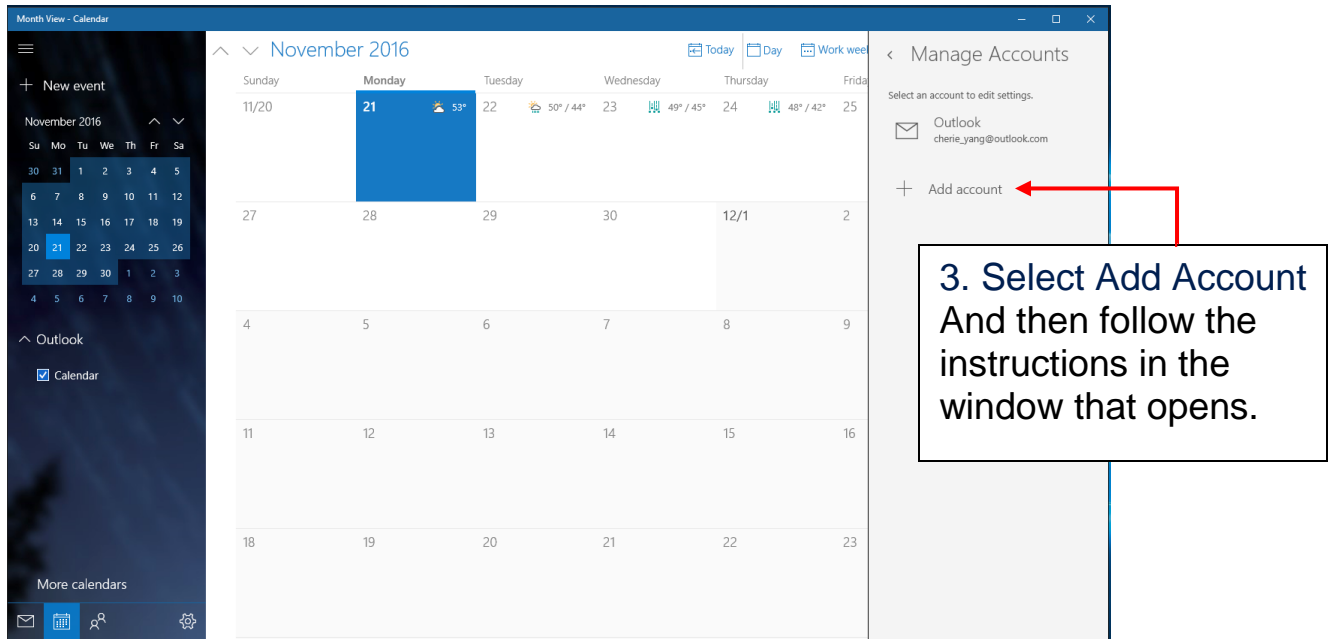 Month View - Calendar
New event
November 2016
Su Mo Tu We Th Fr Sa
30 31 1 2 3 4 5
6 7 8 9 10 11 12
13 14 15 16 17 18 19
20 21 22 23 24 25 26
27 28 29 30 1 2 3
4 5 6 7 8 9 10
Outlook
Calendar
More calendars
November 2016
Today Day Work weel
Sunday Monday Tuesday Wednesday Thursday Frida
11/20 21 53° 22 50° / 44° 23 49° / 45° 24 48° / 42° 25
27 28 29 30 12/1 2
4 5 6 7 8 9
11 12 13 14 15 16
18 19 20 21 22 23
Manage Accounts
Select an account to edit settings.
Outlook
cherie_yang@outlook.com
Add account
3. Select Add Account
And then follow the
instructions in the
window that opens.